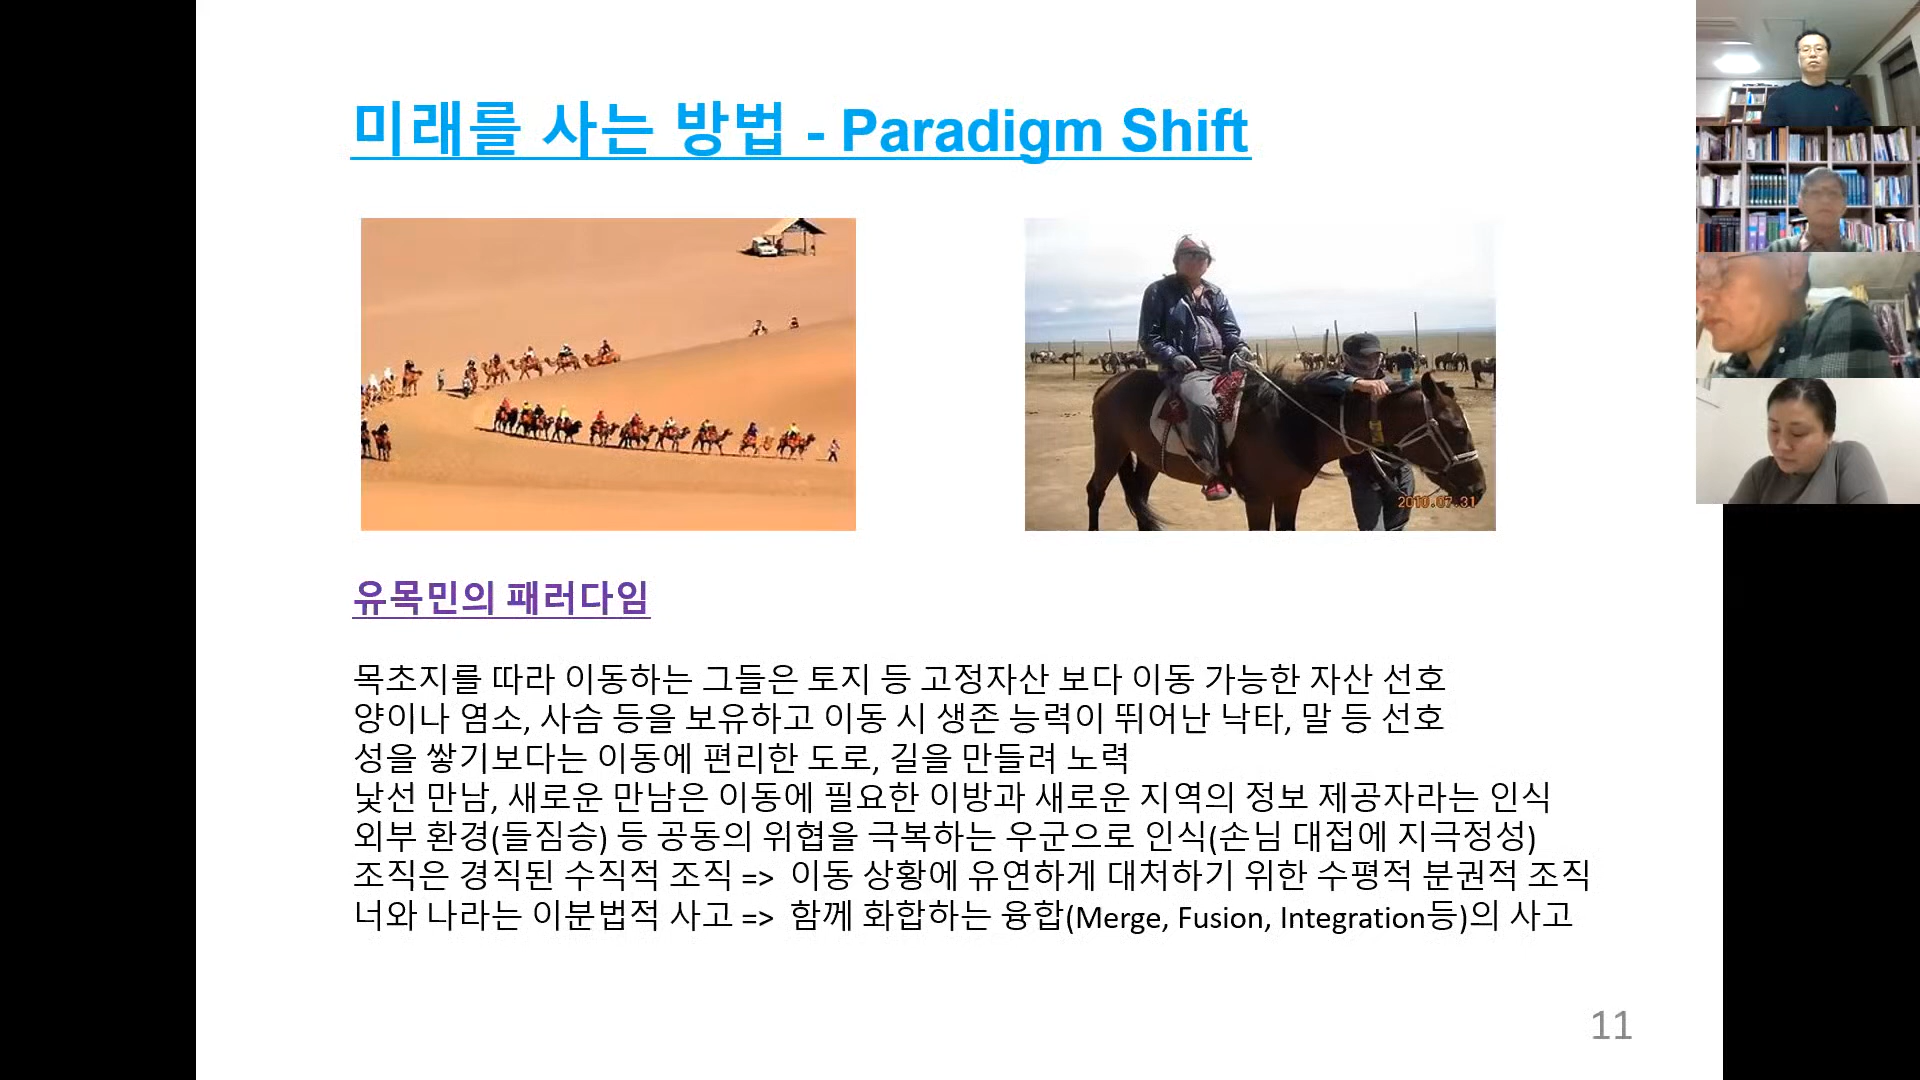 미래를 사는 방법 - Paradigm Shift
2010.07.31
유목민의 패러다임
목초지를 따라 이동하는 그들은 토지 등 고정자산 보다 이동 가능한 자산 선호
양이나 염소, 사슴 등을 보유하고 이동 시 생존 능력이 뛰어난 낙타, 말 등 선호
성을 쌓기보다는 이동에 편리한 도로, 길을 만들려 노력
낯선 만남, 새로운 만남은 이동에 필요한 이방과 새로운 지역의 정보 제공자라는 인식
외부 환경(들짐승) 등 공동의 위협을 극복하는 우군으로 인식(손님 대접에 지극정성)
조직은 경직된 수직적 조직 => 이동 상황에 유연하게 대처하기 위한 수평적 분권적 조직
너와 나라는 이분법적 사고 => 함께 화합하는 융합(Merge, Fusion, Integration등)의 사고
11